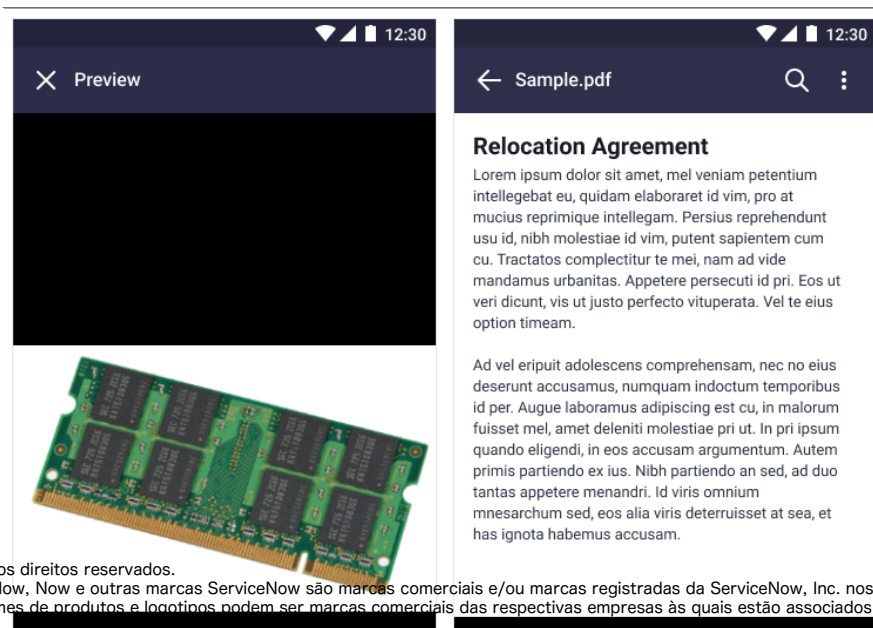 12:30
Preview
12:30
Sample.pdf
Relocation Agreement
Lorem ipsum dolor sit amet, mel veniam petentium
intellegebat eu, quidam elaboraret id vim, pro at
mucius reprimique intellegam. Persius reprehendunt
usu id, nibh molestiae id vim, putent sapientem cum
cu. Tractatos complectitur te mei, nam ad vide
mandamus urbanitas. Appetere persecuti id pri. Eos ut
veri dicunt, vis ut justo perfecto vituperata. Vel te eius
option timeam.
Ad vel eripuit adolescens comprehensam, nec no eius
deserunt accusamus, numquam indoctum temporibus
id per. Augue laboramus adipiscing est cu, in malorum
fuisset mel, amet deleniti molestiae pri ut. In pri ipsum
quando eligendi, in eos accusam argumentum. Autem
primis partiendo ex ius. Nibh partiendo an sed, ad duo
tantas appetere menandri. Id viris omnium
mnesarchum sed, eos alia viris deterruisset at sea, et
has ignota habemus accusam.
os direitos reservados.
Now, Now e outras marcas ServiceNow são marcas comerciais e/ou marcas registradas da ServiceNow, Inc. nos
mes de produtos e logotipos podem ser marcas comerciais das respectivas empresas às quais estão associados